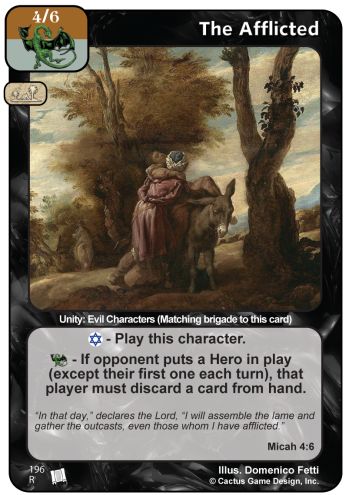 4/6
The Afflicted
Unity: Evil Characters (Matching brigade to this card)
- Play this character.
- If opponent puts a Hero in play
(except their first one each turn), that
player must discard a card from hand.
"In that day," declares the Lord, "I will assemble the lame and
gather the outcasts, even those whom I have afflicted."
Micah 4:6
196
R
Illus. Domenico Fetti
© Cactus Game Design, Inc.